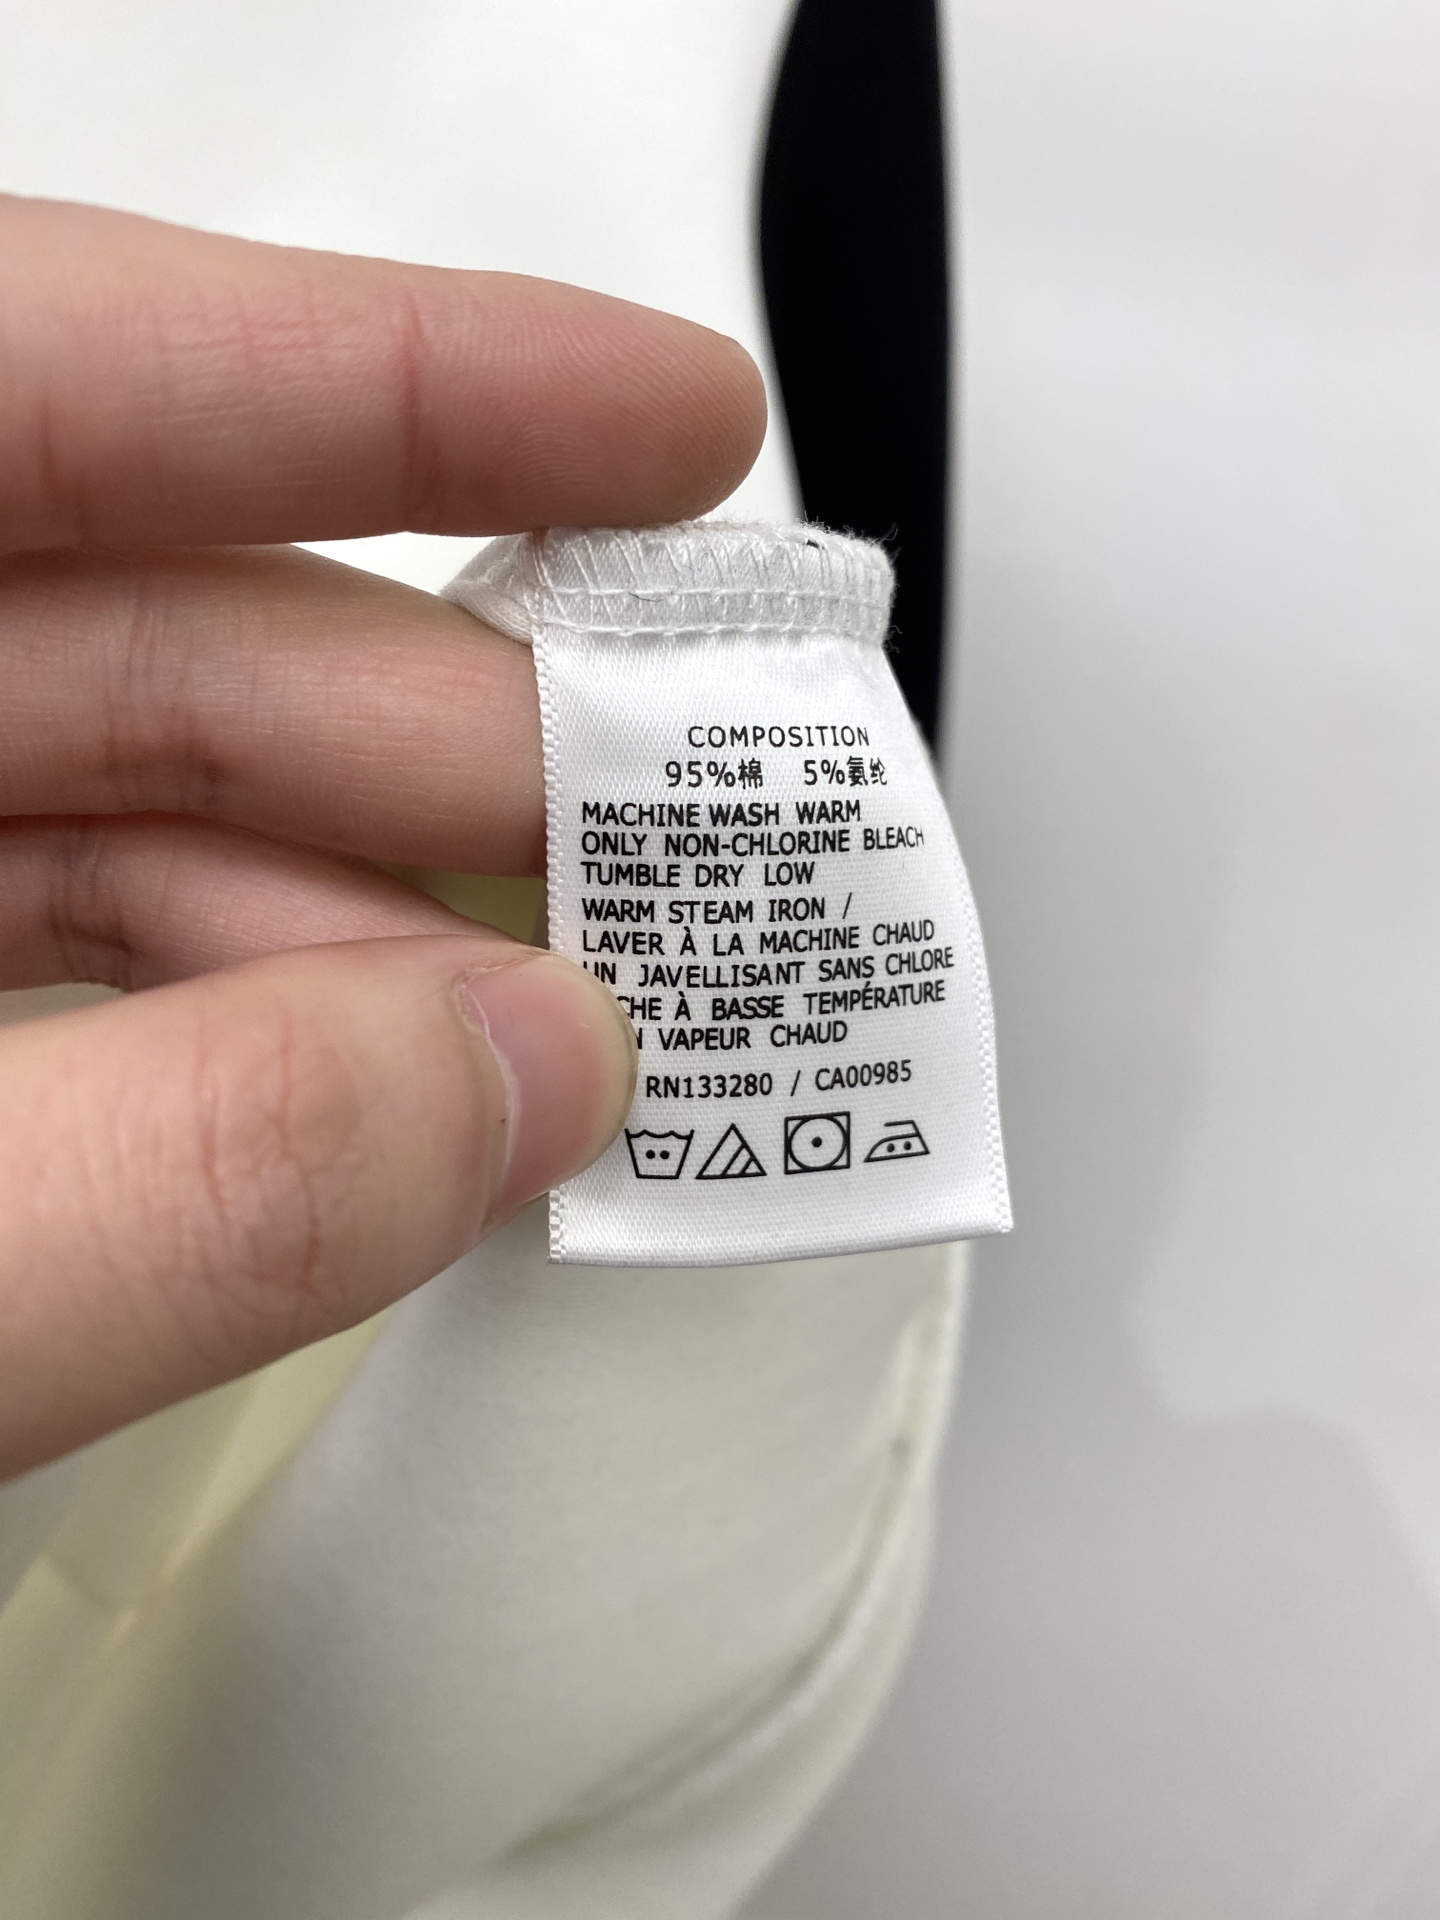 COMPOSITION
95%棉 5%氨纶
MACHINE WASH WARM
ONLY NON-CHLORINE BLEACH
TUMBLE DRY LOW
WARM STEAM IRON /
LAVER À LA MACHINE CHAUD
UN JAVELLISANT SANS CHLORE
À BASSE TEMPÉRATURE
VAPEUR CHAUD
RN133280 / CA00985